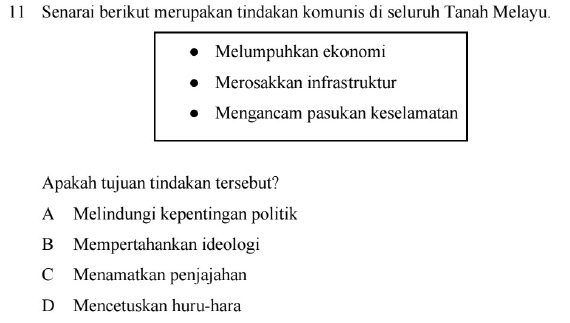 11 Senarai berikut merupakan tindakan komunis di seluruh Tanah Melayu.
● Melumpuhkan ekonomi
● Merosakkan infrastruktur
● Mengancam pasukan keselamatan
Apakah tujuan tindakan tersebut?
A Melindungi kepentingan politik
B Mempertahankan ideologi
C Menamatkan penjajahan
D Mencetuskan huru-hara